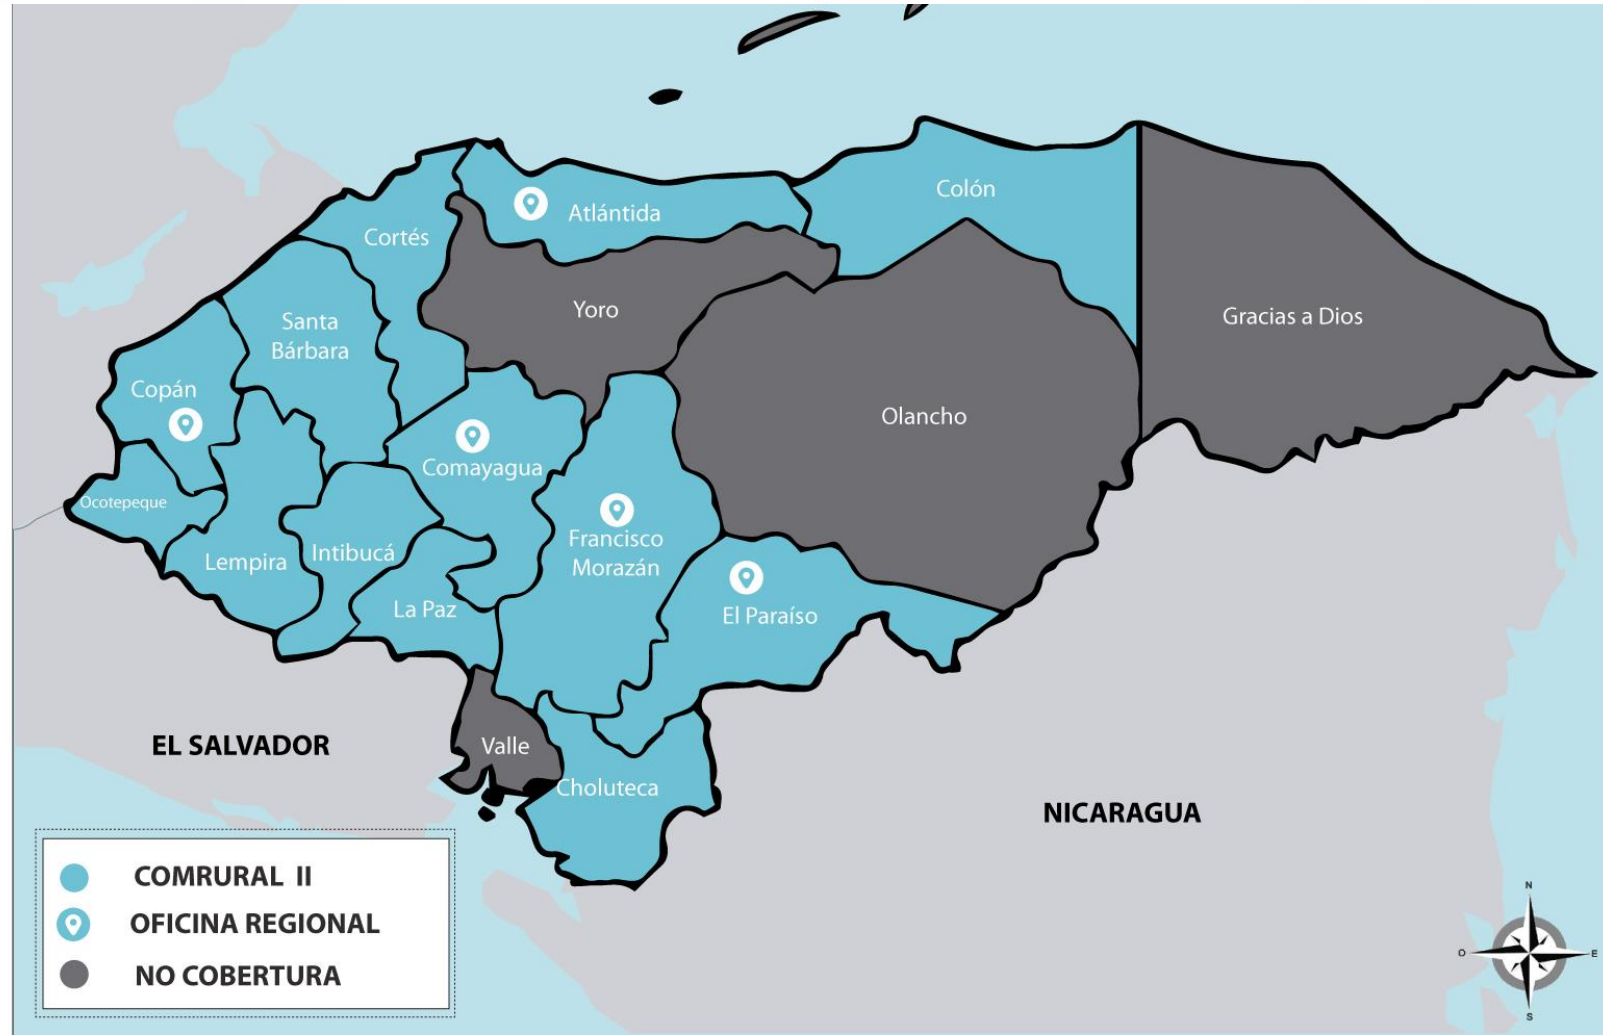 Colón
Atlántida
Cortés
Yoro
Gracias a Dios
Santa
Bárbara
Copán
Olancho
Comayagua
Ocotepeque
Francisco
Morazán
Intibucá
Lempira
La Paz
El Paraíso
Valle
Choluteca
EL SALVADOR
NICARAGUA
COMRURAL II
OFICINA REGIONAL
NO COBERTURA
N
O
E
S